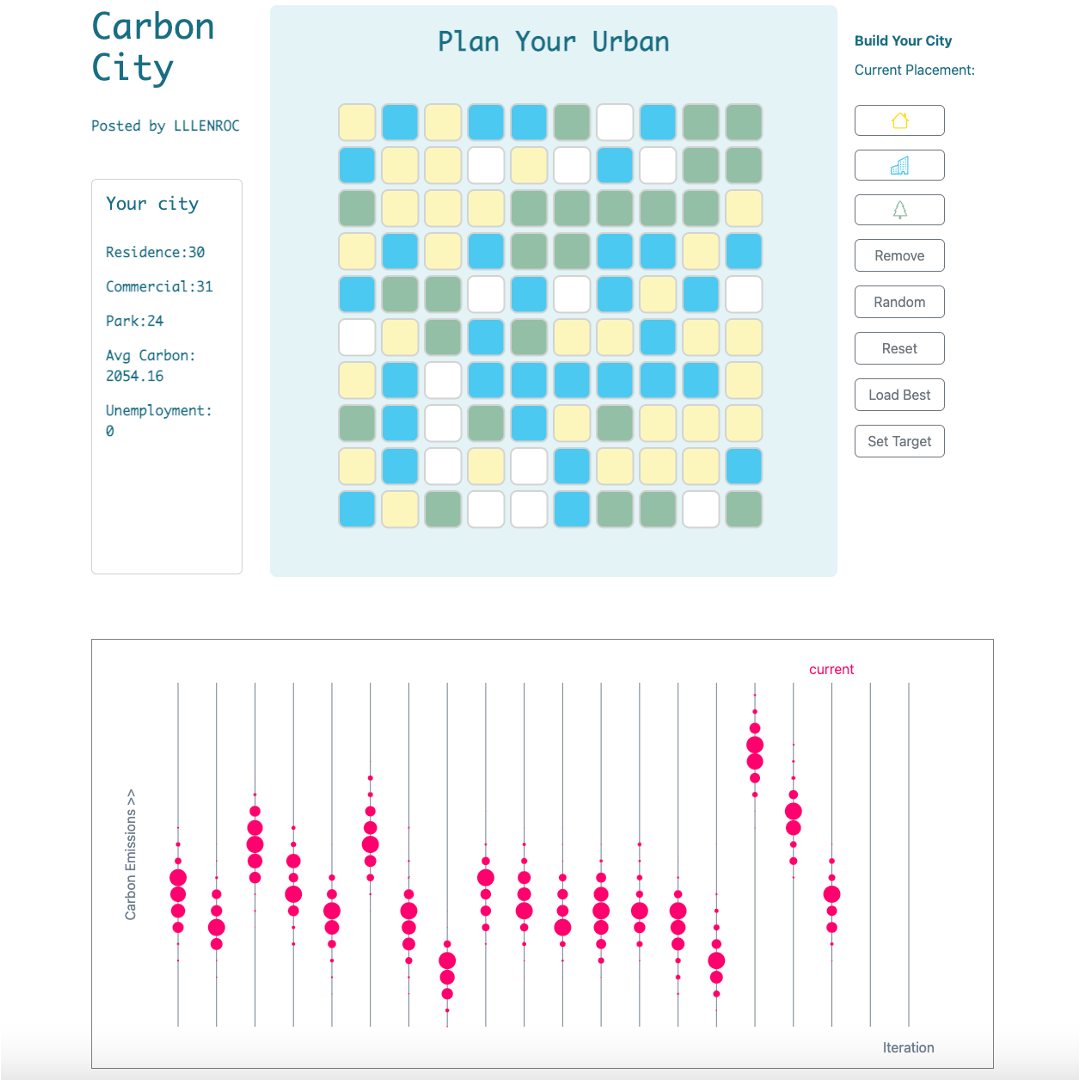 Carbon
City
Posted by LLLENROC
Your city
Residence:30
Commercial:31
Park:24
Avg Carbon:
2054.16
Unemployment:
0
Plan Your Urban
Build Your City
Current Placement:
Remove
Random
Reset
Load Best
Set Target
current
Carbon Emissions >>
Iteration